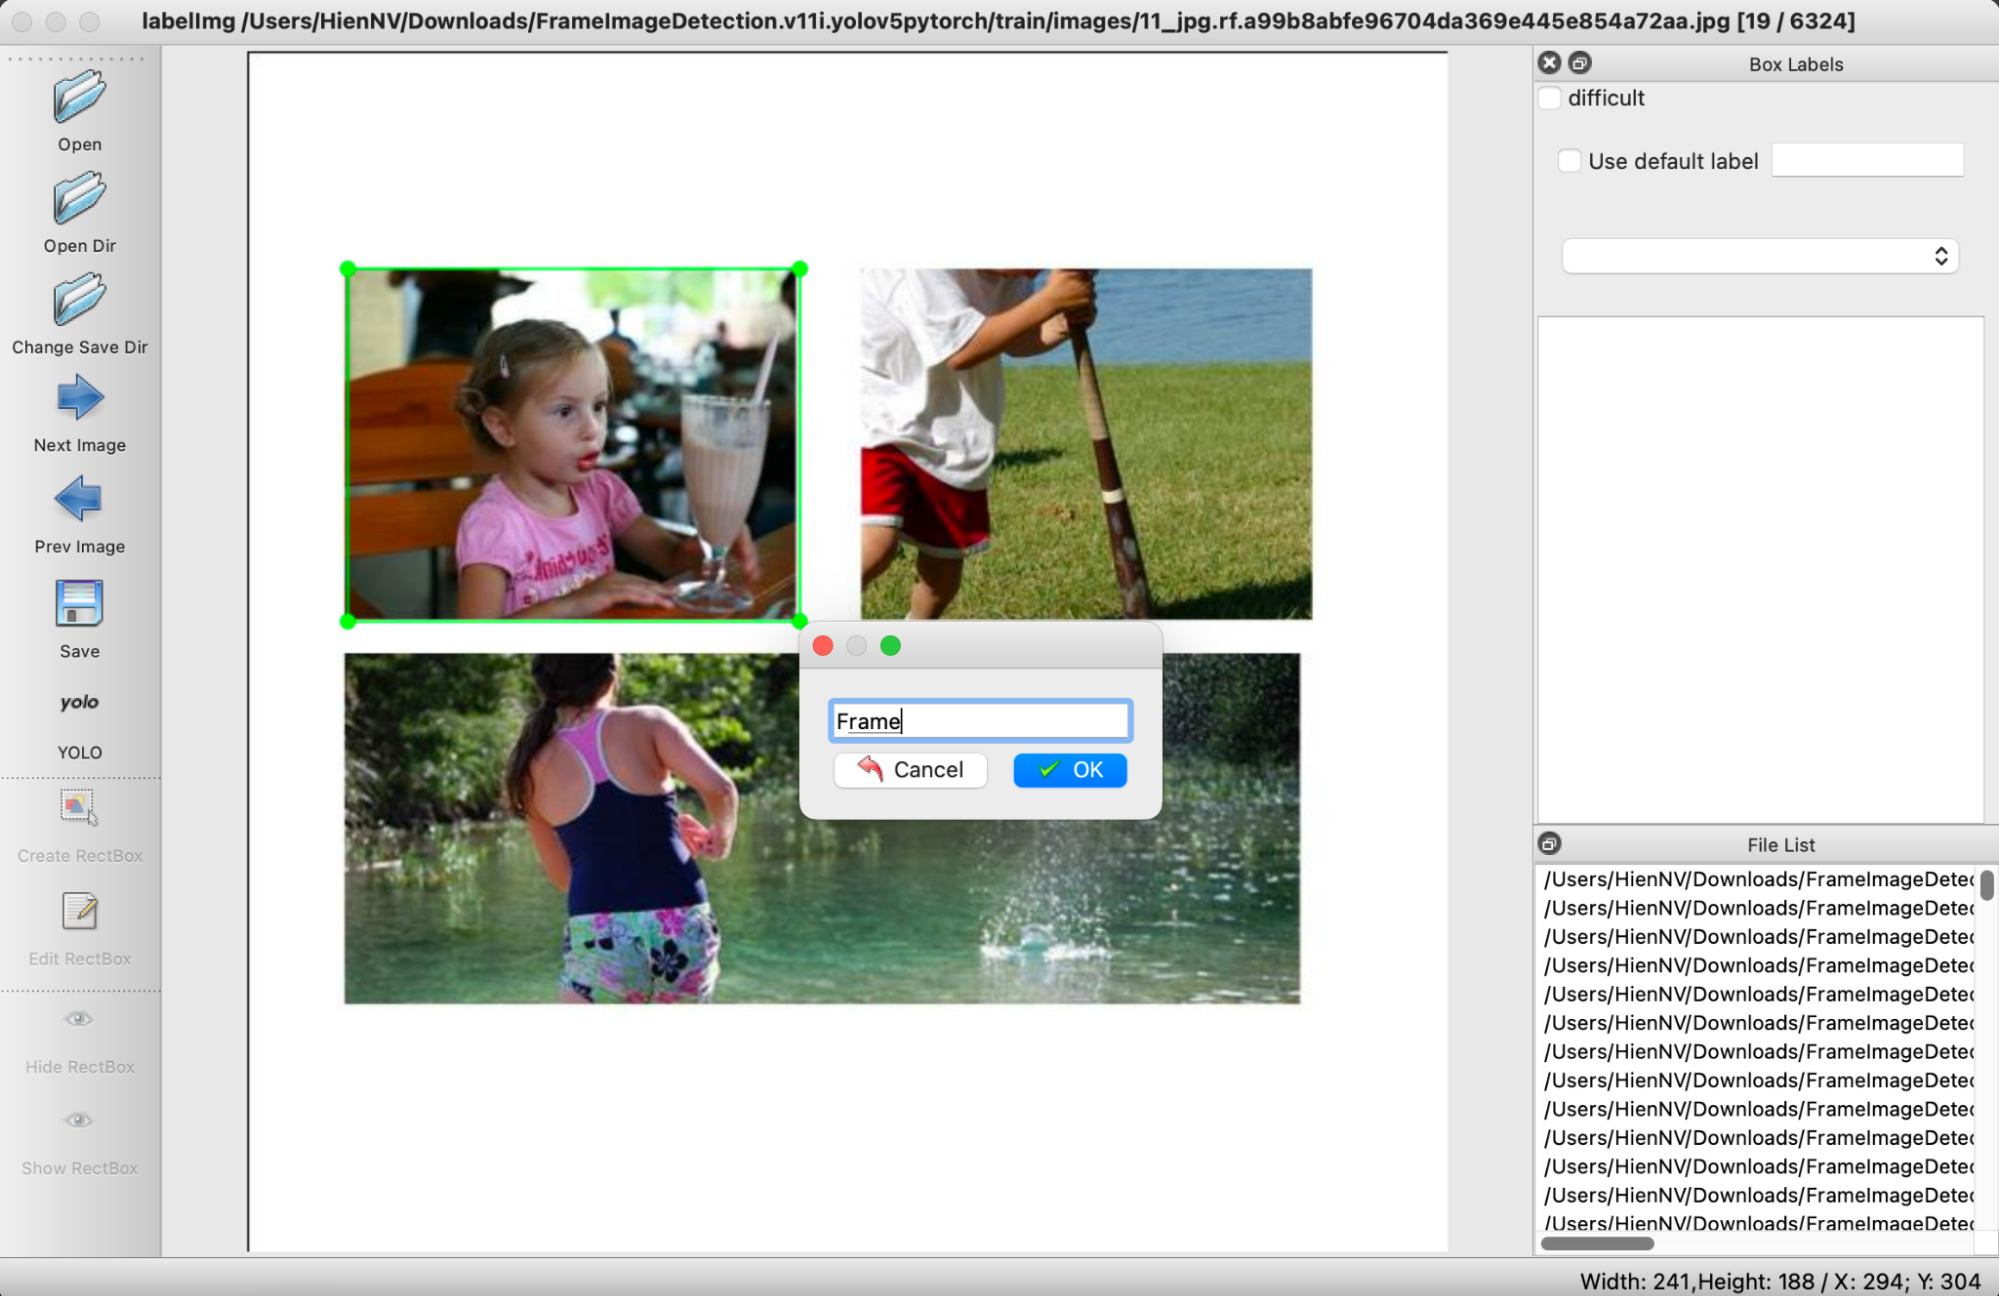 labelImg /Users/HienNV/Downloads/FrameImageDetection.v11i.yolov5pytorch/train/images/11_jpg.rf.a99b8abfe96704da369e445e854a72aa.jpg [19 / 6324]
Open
Open Dir
Change Save Dir
Next Image
Prev Image
Save
yolo
YOLO
Create RectBox
Edit RectBox
Hide RectBox
Show RectBox
Frame
Cancel
OK
Box Labels
difficult
Use default label
File List
/Users/HienNV/Downloads/FrameImageDetec
/Users/HienNV/Downloads/FrameImageDetec
/Users/HienNV/Downloads/FrameImageDetec
/Users/HienNV/Downloads/FrameImageDetec
/Users/HienNV/Downloads/FrameImageDetec
/Users/HienNV/Downloads/FrameImageDetec
/Users/HienNV/Downloads/FrameImageDetec
/Users/HienNV/Downloads/FrameImageDetec
/Users/HienNV/Downloads/FrameImageDetec
/Users/HienNV/Downloads/FrameImageDetec
/Users/HienNV/Downloads/FrameImageDetec
/Users/HienNV/Downloads/FrameImageDetec
/Users/HienNV/Downloads/FrameImageDetec
Width: 241,Height: 188 / X: 294; Y: 304